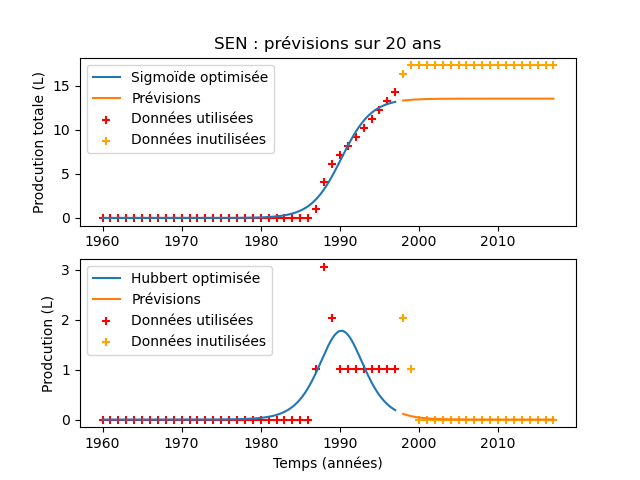 SEN : prévisions sur 20 ans
Prodcution totale (L)
15
10
5
0
Sigmoïde optimisée
Prévisions
Données utilisées
Données inutilisées
1960 1970 1980 1990 2000 2010
Prodcution (L)
3
2
1
0
Hubbert optimisée
Prévisions
Données utilisées
Données inutilisées
1960 1970 1980 1990 2000 2010
Temps (années)